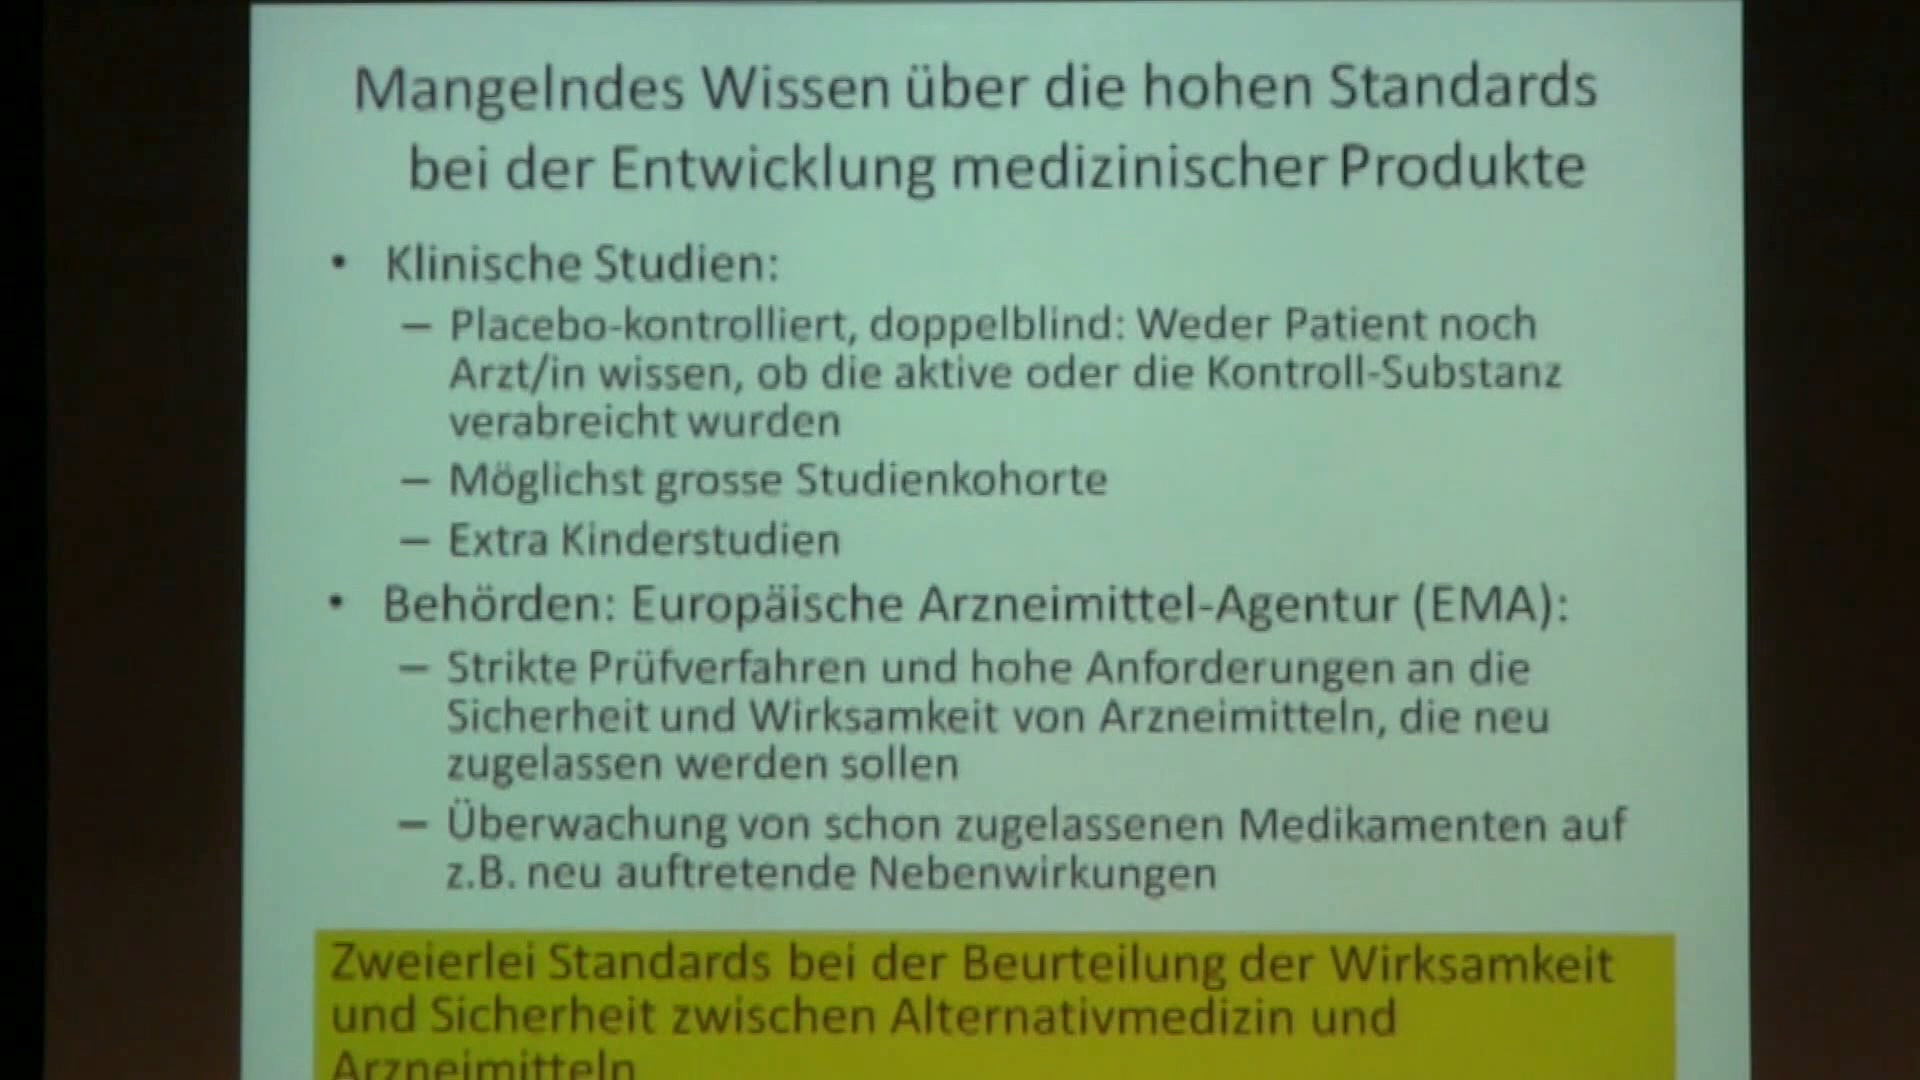 Mangelndes Wissen über die hohen Standards
bei der Entwicklung medizinischer Produkte
• Klinische Studien:
– Placebo-kontrolliert, doppelblind: Weder Patient noch
Arzt/in wissen, ob die aktive oder die Kontroll-Substanz
verabreicht wurden
– Möglichst grosse Studienkohorte
– Extra Kinderstudien
• Behörden: Europäische Arzneimittel-Agentur (EMA):
– Strikte Prüfverfahren und hohe Anforderungen an die
Sicherheit und Wirksamkeit von Arzneimitteln, die neu
zugelassen werden sollen
– Überwachung von schon zugelassenen Medikamenten auf
z.B. neu auftretende Nebenwirkungen
Zweierlei Standards bei der Beurteilung der Wirksamkeit
und Sicherheit zwischen Alternativmedizin und
Arzneimitteln